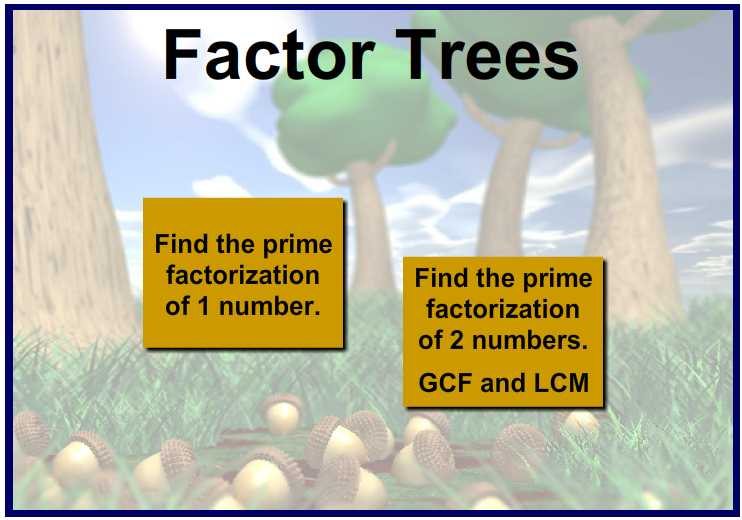 Factor Trees
Find the prime
factorization
of 1 number.
Find the prime
factorization
of 2 numbers.
GCF and LCM